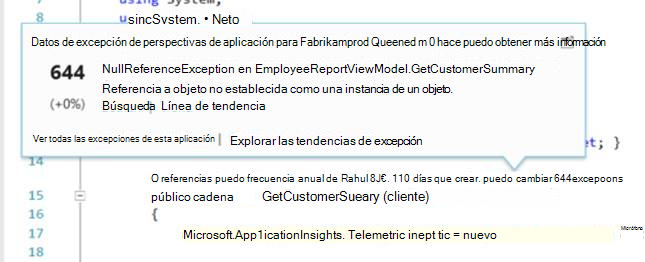 using System;
8 usincSvstem. • Neto
Datos de excepción de perspectivas de aplicación para Fabrikamprod Queened m 0 hace puedo obtener más información
644 NullReferenceException en EmployeeReportViewModel.GetCustomerSummary
Referencia a objeto no establecida como una instancia de un objeto.
(+0%) Búsqueda Línea de tendencia
Ver todas las excepciones de esta aplicación | Explorar las tendencias de excepción
et; }
14
O referencias puedo frecuencia anual de Rahul 8J€. 110 días que crear. puedo cambiar 644excepoons
15 público cadena GetCustomerSueary (cliente)
16 {
17 Microsoft.App1icationInsights. Telemetric inept tic = nuevo
18